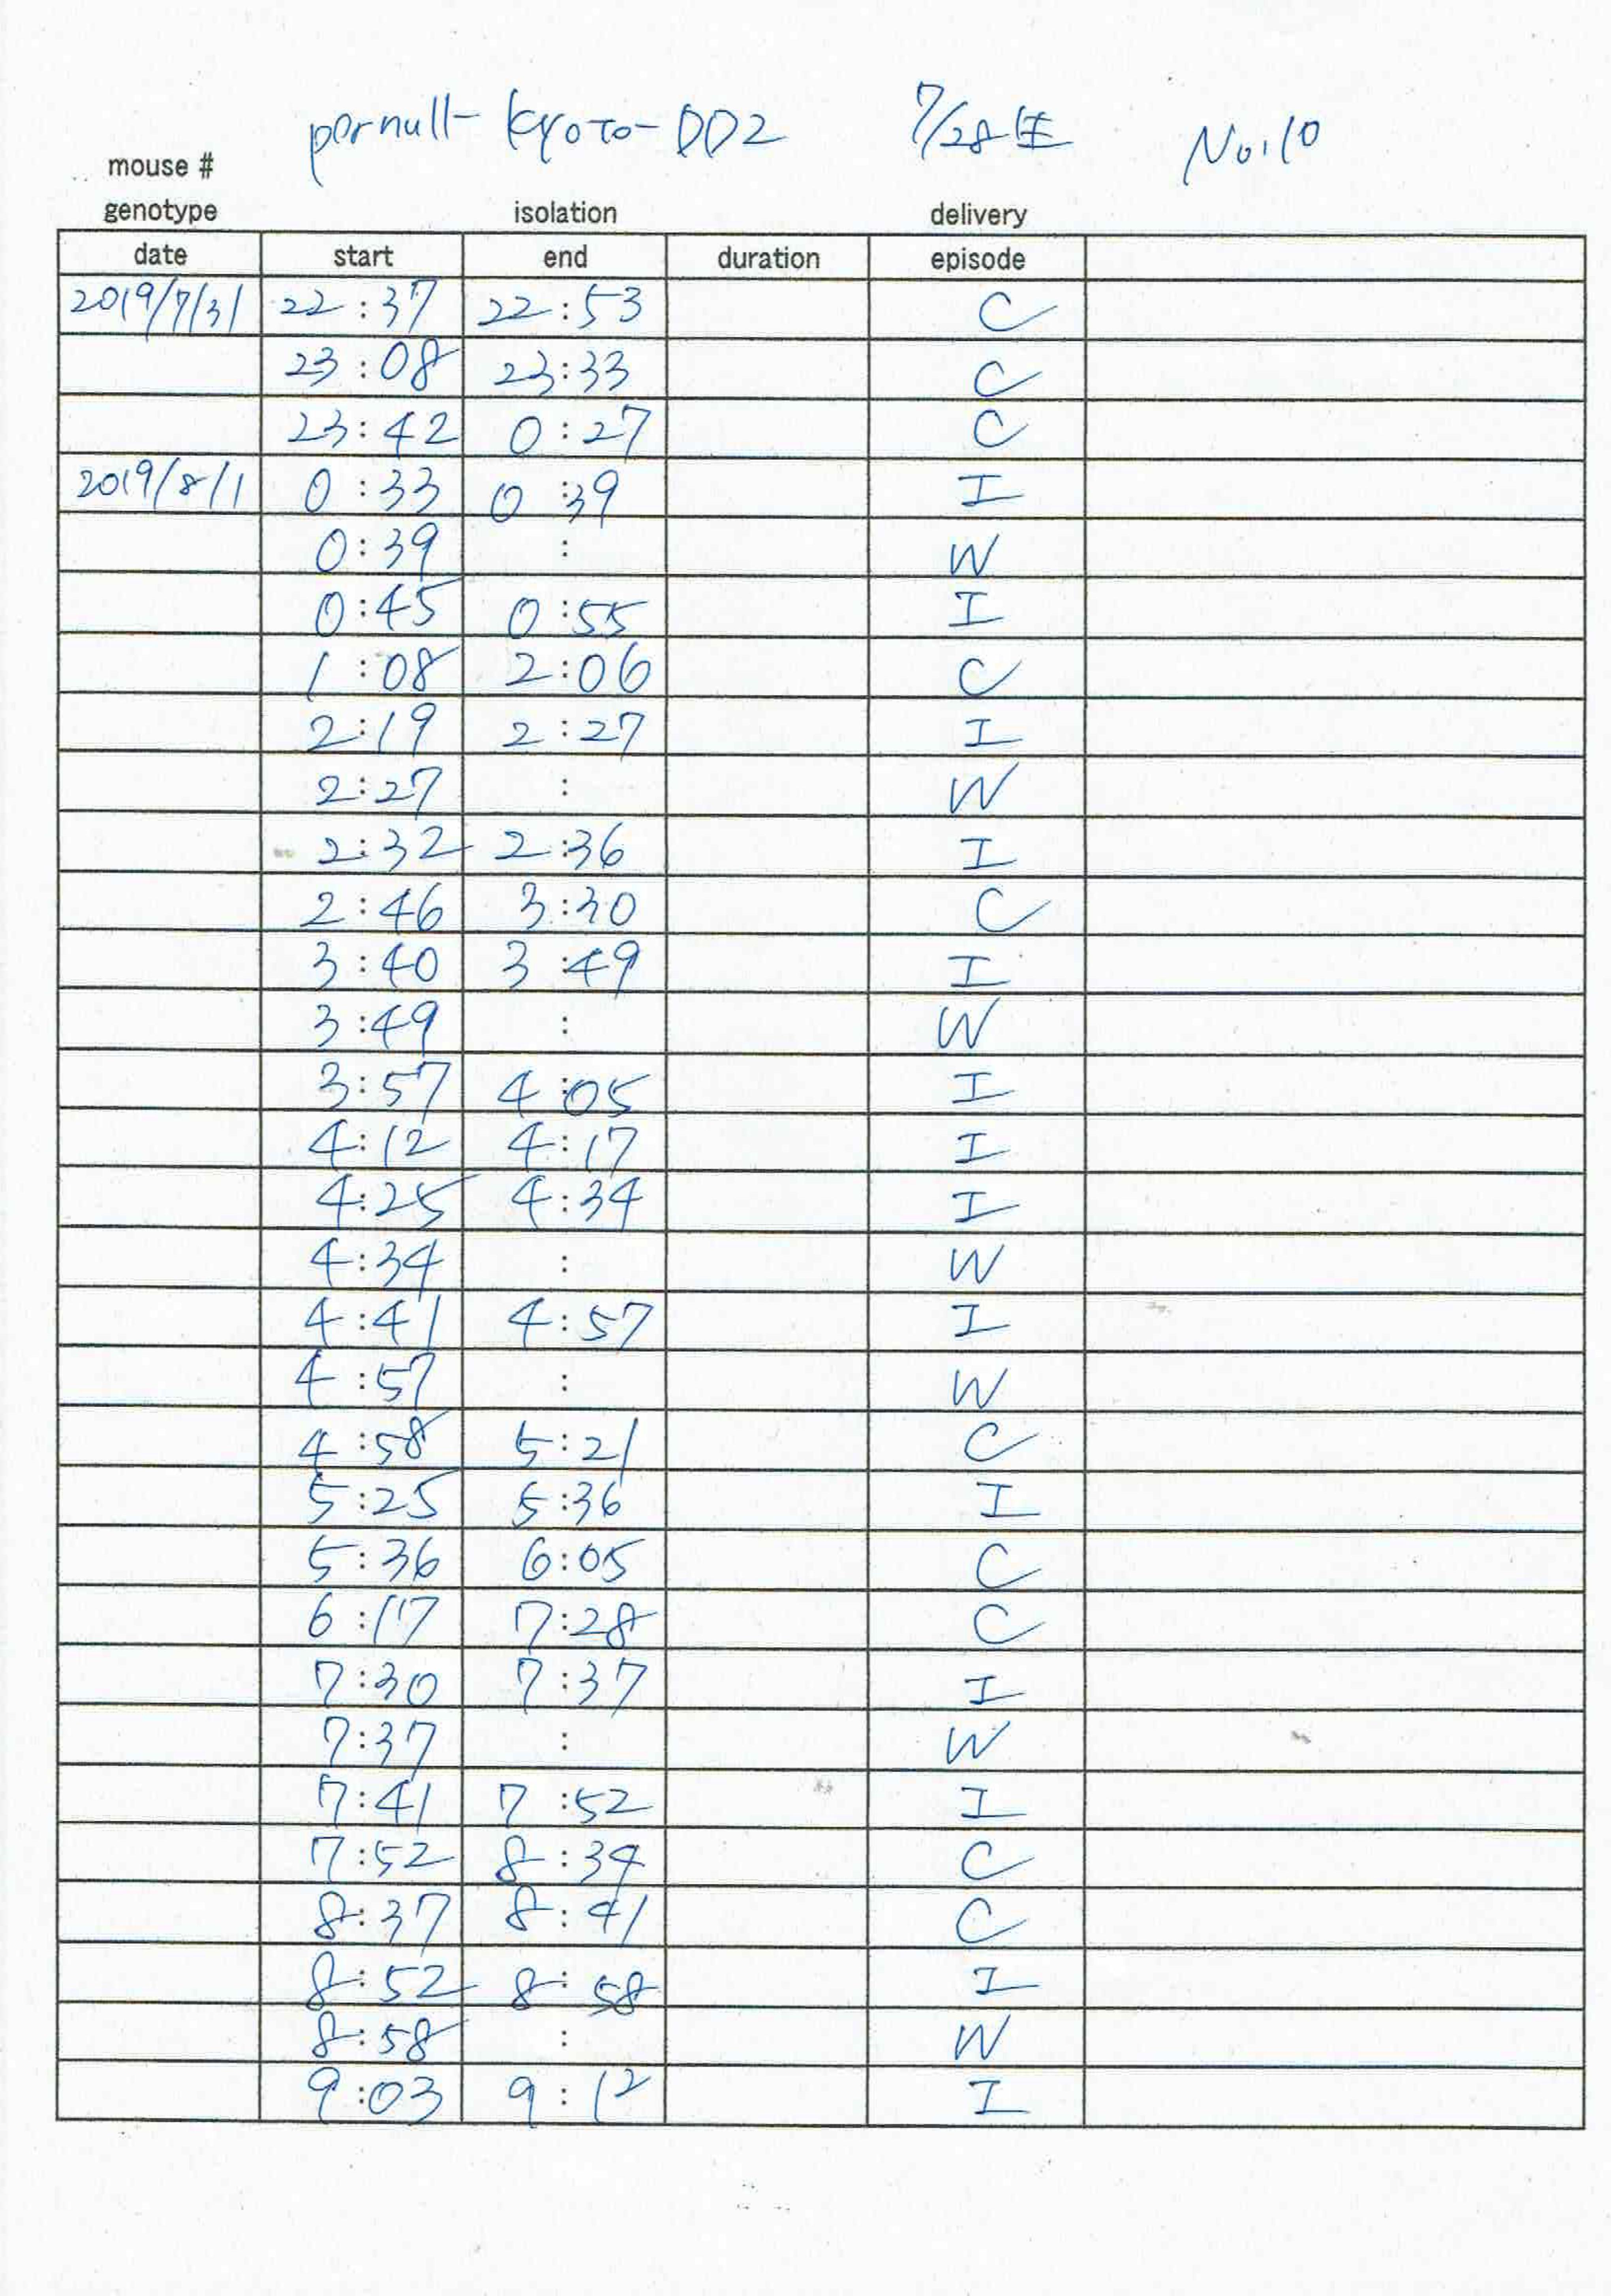 pernull- kyoto- DD2 7/28生 No.10
mouse #
genotype isolation delivery
date start end duration episode
2019/7/31 22:37 22:53 C
23:08 23:33 C
23:42 0:27 C
2019/8/1 0:33 0:39 I
0:39 : W
0:45 0:55 I
1:08 2:06 C
2:19 2:27 I
2:27 : W
2:32 2:36 I
2:46 3:30 C
3:40 3:49 I
3:49 : W
3:57 4:05 I
4:12 4:17 I
4:25 4:34 I
4:34 : W
4:41 4:57 I
4:57 : W
4:58 5:21 C
5:25 5:36 I
5:36 6:05 C
6:17 7:28 C
7:30 7:37 I
7:37 : W
7:41 7:52 I
7:52 8:34 C
8:37 8:41 C
8:52 8:58 I
8:58 : W
9:03 9:12 I